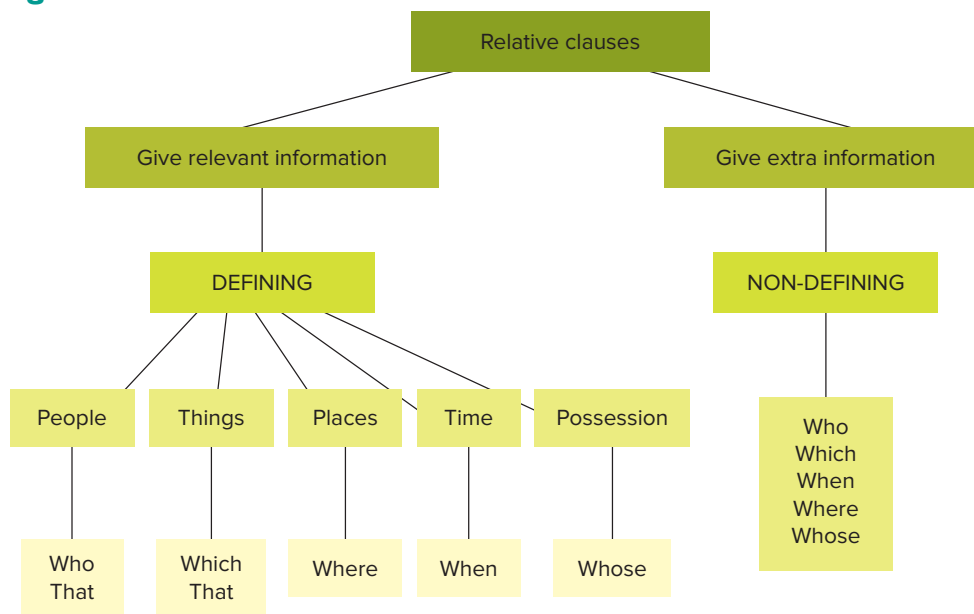 Relative clauses
Give relevant information
Give extra information
DEFINING
NON-DEFINING
People
Things
Places
Time
Possession
Who
That
Which
That
Where
When
Whose
Who
Which
When
Where
Whose